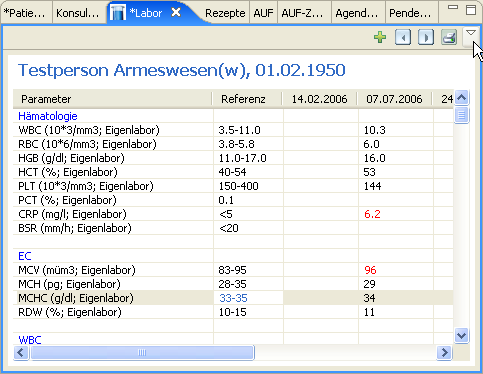 *Patie... Konsul... *Labor Rezepte AUF AUF-Z... Agend... Pende...
Testperson Armeswesen(w), 01.02.1950
Parameter Referenz 14.02.2006 07.07.2006 24
Hämatologie
WBC (10*3/mm3; Eigenlabor) 3.5-11.0 10.3
RBC (10*6/mm3; Eigenlabor) 3.8-5.8 6.0
HGB (g/dl; Eigenlabor) 11.0-17.0 16.0
HCT (%; Eigenlabor) 40-54 53
PLT (10*3/mm3; Eigenlabor) 150-400 144
PCT (%; Eigenlabor) 0.1
CRP (mg/l; Eigenlabor) <5 6.2
BSR (mm/h; Eigenlabor) <20
EC
MCV (müm3; Eigenlabor) 83-95 96
MCH (pg; Eigenlabor) 28-35 29
MCHC (g/dl; Eigenlabor) 33-35 34
RDW (%; Eigenlabor) 10-15 11
WBC